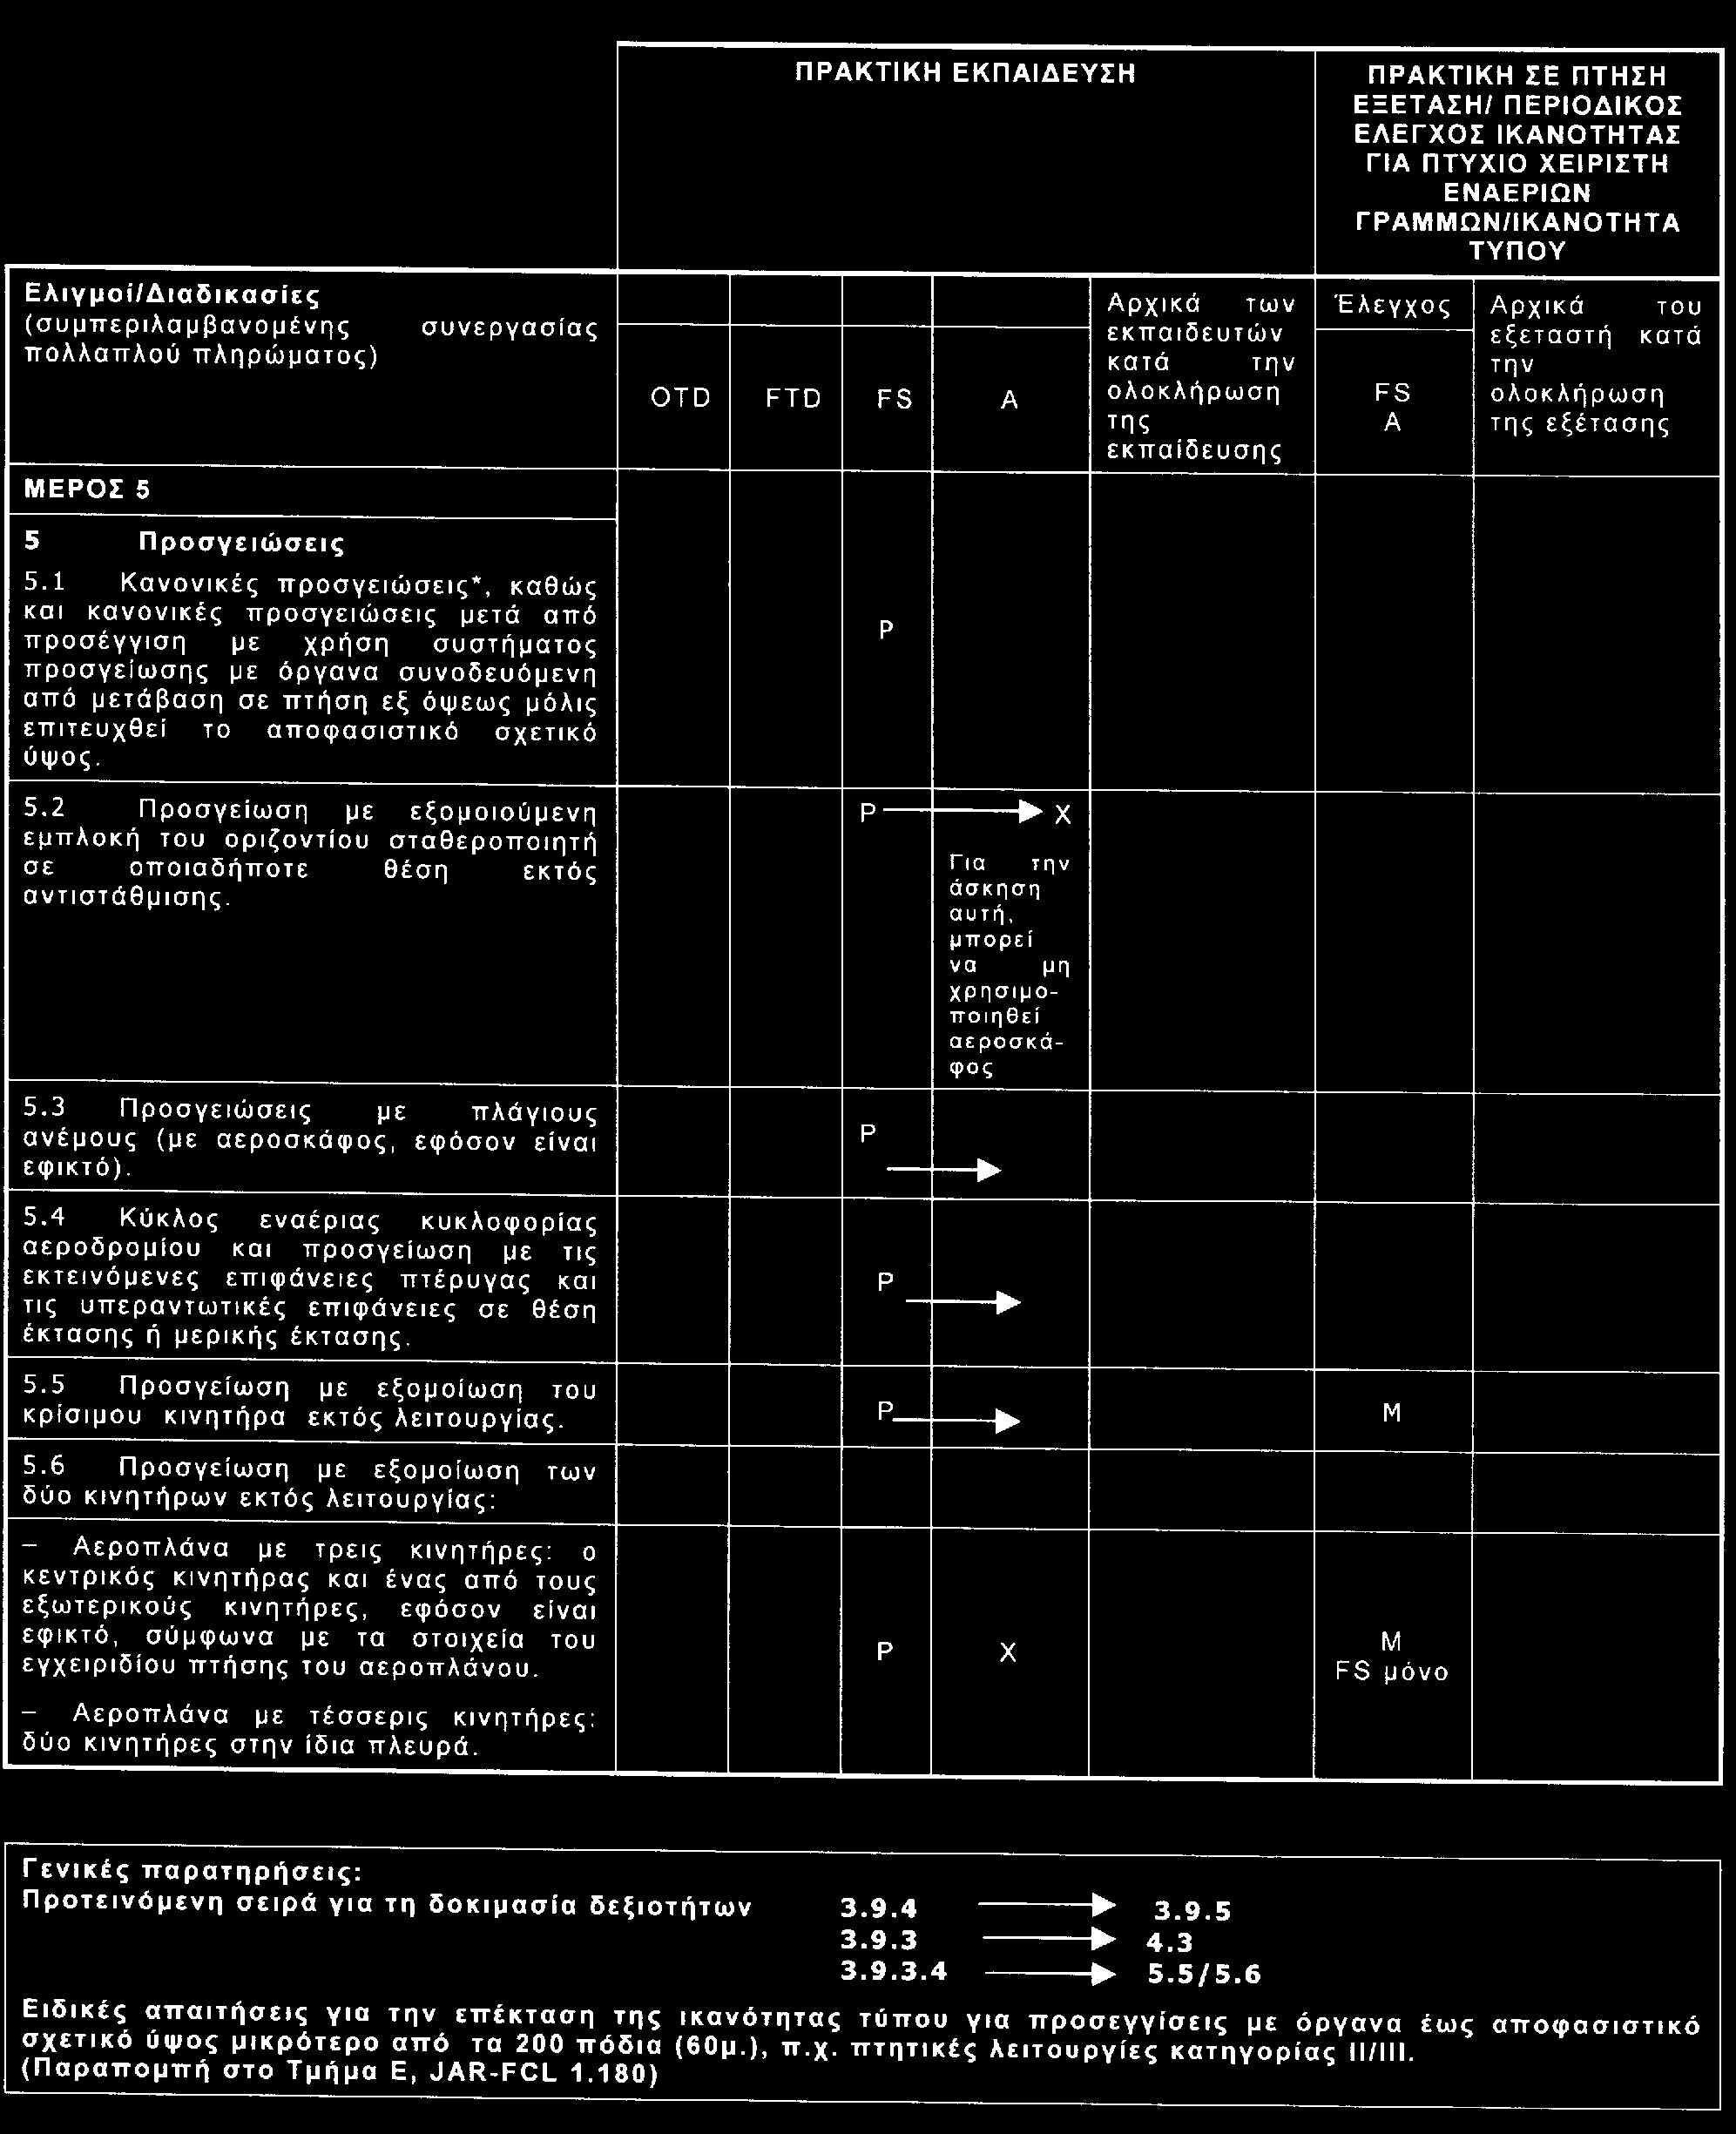 ΠΡΑΚΤΙΚΗ ΕΚΠΑΙΔΕΥΣΗ
ΠΡΑΚΤΙΚΗ ΣΕ ΠΤΗΣΗ
ΕΞΕΤΑΣΗ/ ΠΕΡΙΟΔΙΚΟΣ
ΕΛΕΓΧΟΣ ΙΚΑΝΟΤΗΤΑΣ
ΓΙΑ ΠΤΥΧΙΟ ΧΕΙΡΙΣΤΗ
ΕΝΑΕΡΙΩΝ
ΓΡΑΜΜΩΝ/ΙΚΑΝΟΤΗΤΑ
ΤΥΠΟΥ
Ελιγμοί/Διαδικασίες
(συμπεριλαμβανομένης συνεργασίας
πολλαπλού πληρώματος)
OTD
FTD
FS
A
Αρχικά των
εκπαιδευτών
κατά την
ολοκλήρωση
της
εκπαίδευσης
Έλεγχος
FS
A
Αρχικά του
εξεταστή κατά
την
ολοκλήρωση
της εξέτασης
ΜΕΡΟΣ 5
5 Προσγειώσεις
5.1 Κανονικές προσγειώσεις*, καθώς
και κανονικές προσγειώσεις μετά από
προσέγγιση με χρήση συστήματος
προσγείωσης με όργανα συνοδευόμενη
από μετάβαση σε πτήση εξ όψεως μόλις
επιτευχθεί το αποφασιστικό σχετικό
ύψος.
P
5.2 Προσγείωση με εξομοιούμενη
εμπλοκή του οριζοντίου σταθεροποιητή
σε οποιαδήποτε θέση εκτός
αντιστάθμισης.
P → X
Για την
άσκηση
αυτή,
μπορεί
να μη
χρησιμο-
ποιηθεί
αεροσκά-
φος
5.3 Προσγειώσεις με πλάγιους
ανέμους (με αεροσκάφος, εφόσον είναι
εφικτό).
P →
5.4 Κύκλος εναέριας κυκλοφορίας
αεροδρομίου και προσγείωση με τις
εκτεινόμενες επιφάνειες πτέρυγας και
τις υπεραντωτικές επιφάνειες σε θέση
έκτασης ή μερικής έκτασης.
P →
5.5 Προσγείωση με εξομοίωση του
κρίσιμου κινητήρα εκτός λειτουργίας.
P →
M
5.6 Προσγείωση με εξομοίωση των
δύο κινητήρων εκτός λειτουργίας:
– Αεροπλάνα με τρεις κινητήρες: ο
κεντρικός κινητήρας και ένας από τους
εξωτερικούς κινητήρες, εφόσον είναι
εφικτό, σύμφωνα με τα στοιχεία του
εγχειριδίου πτήσης του αεροπλάνου.
– Αεροπλάνα με τέσσερις κινητήρες:
δύο κινητήρες στην ίδια πλευρά.
P
X
M
FS μόνο
Γενικές παρατηρήσεις:
Προτεινόμενη σειρά για τη δοκιμασία δεξιοτήτων 3.9.4 → 3.9.5
3.9.3 → 4.3
3.9.3.4 → 5.5/5.6
Ειδικές απαιτήσεις για την επέκταση της ικανότητας τύπου για προσεγγίσεις με όργανα έως αποφασιστικό
σχετικό ύψος μικρότερο από τα 200 πόδια (60μ.), π.χ. πτητικές λειτουργίες κατηγορίας II/III.
(Παραπομπή στο Τμήμα Ε, JAR-FCL 1.180)